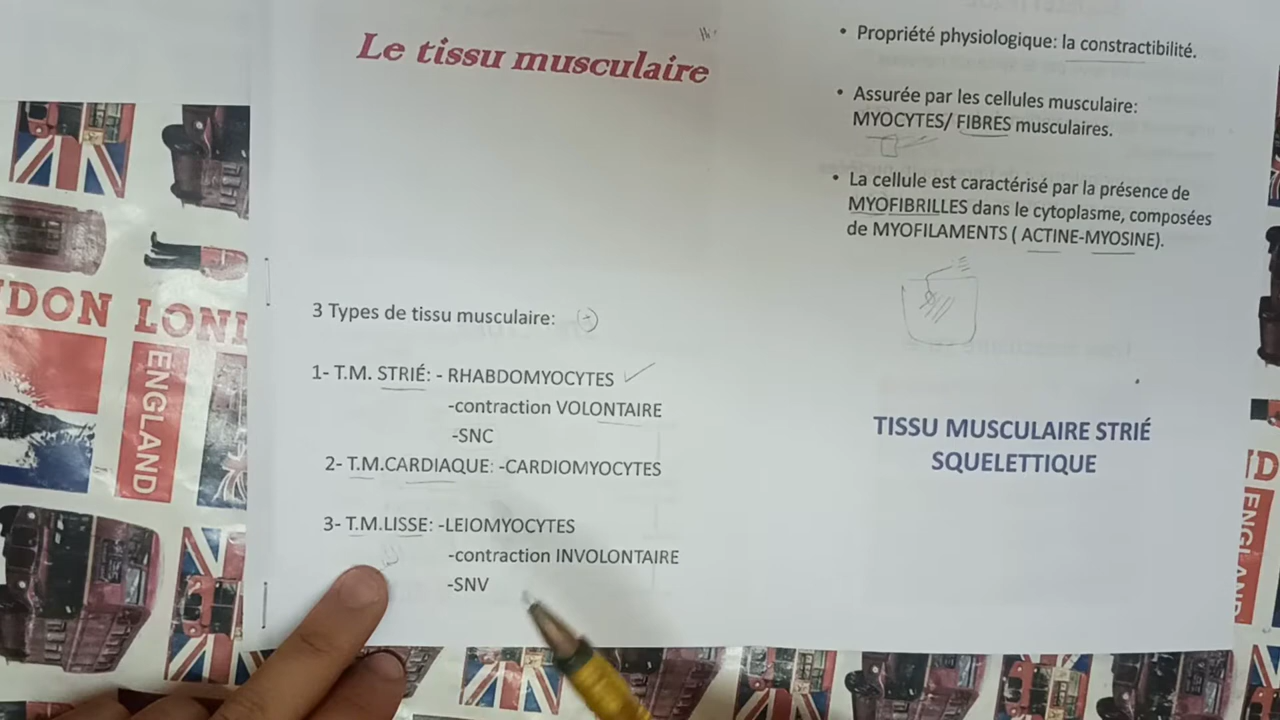 Le tissu musculaire
3 Types de tissu musculaire:
1- T.M. STRIÉ: - RHABDOMYOCYTES
-contraction VOLONTAIRE
-SNC
2- T.M.CARDIAQUE: -CARDIOMYOCYTES
3- T.M.LISSE: -LEIOMYOCYTES
-contraction INVOLONTAIRE
-SNV
• Propriété physiologique: la constractibilité.
• Assurée par les cellules musculaire:
MYOCYTES/ FIBRES musculaires.
• La cellule est caractérisé par la présence de
MYOFIBRILLES dans le cytoplasme, composées
de MYOFILAMENTS ( ACTINE-MYOSINE).
TISSU MUSCULAIRE STRIÉ
SQUELETTIQUE
DON LON
ENGLAND
ENGLAND